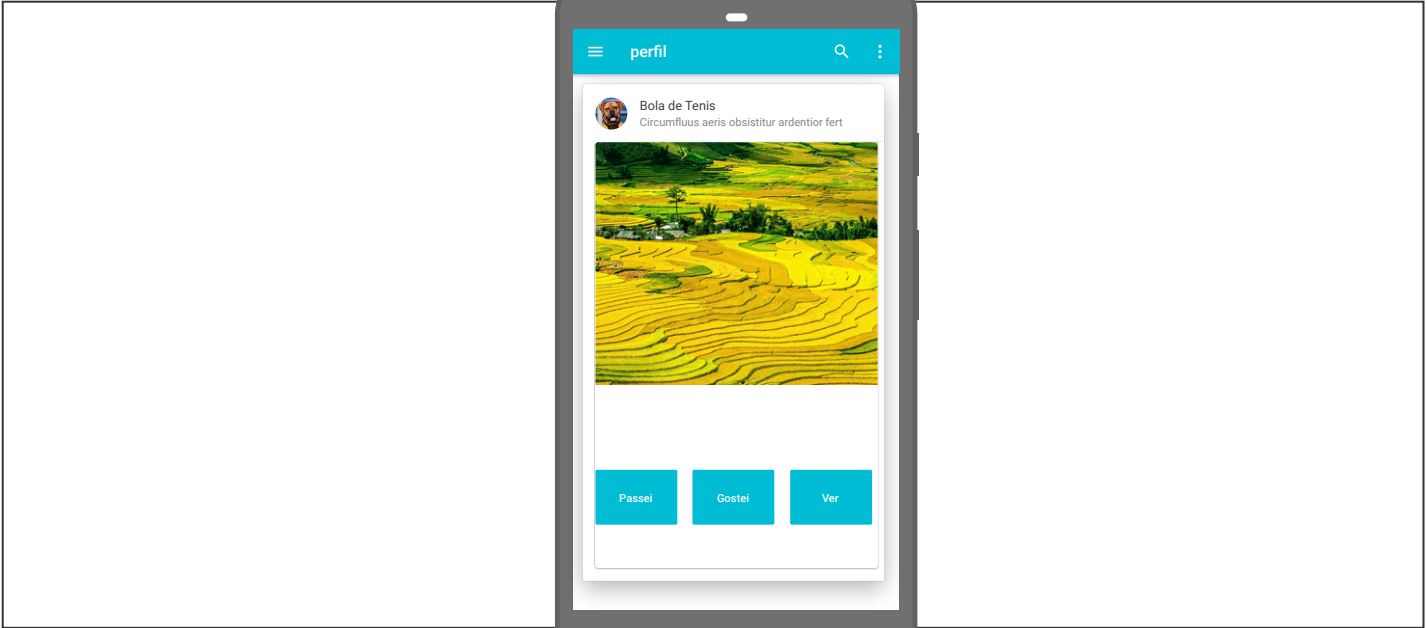 perfil
Bola de Tenis
Circumfluus aeris obsistitur ardentior fert
Passei
Gostei
Ver